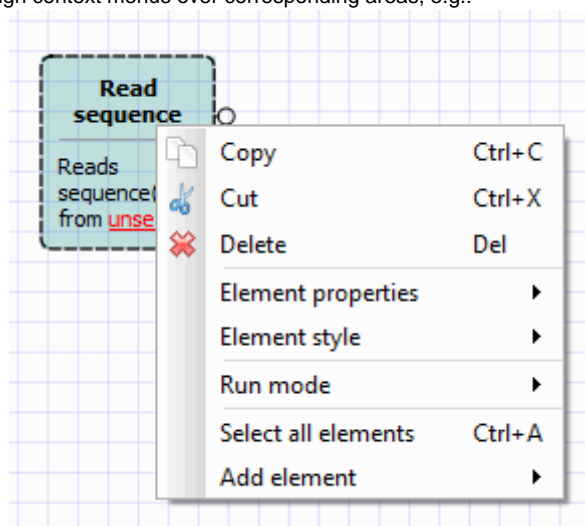 gh context menus over corresponding areas, e.g.:
Read
sequence
Reads
sequence(
from unse
Copy Ctrl+C
Cut Ctrl+X
Delete Del
Element properties
Element style
Run mode
Select all elements Ctrl+A
Add element